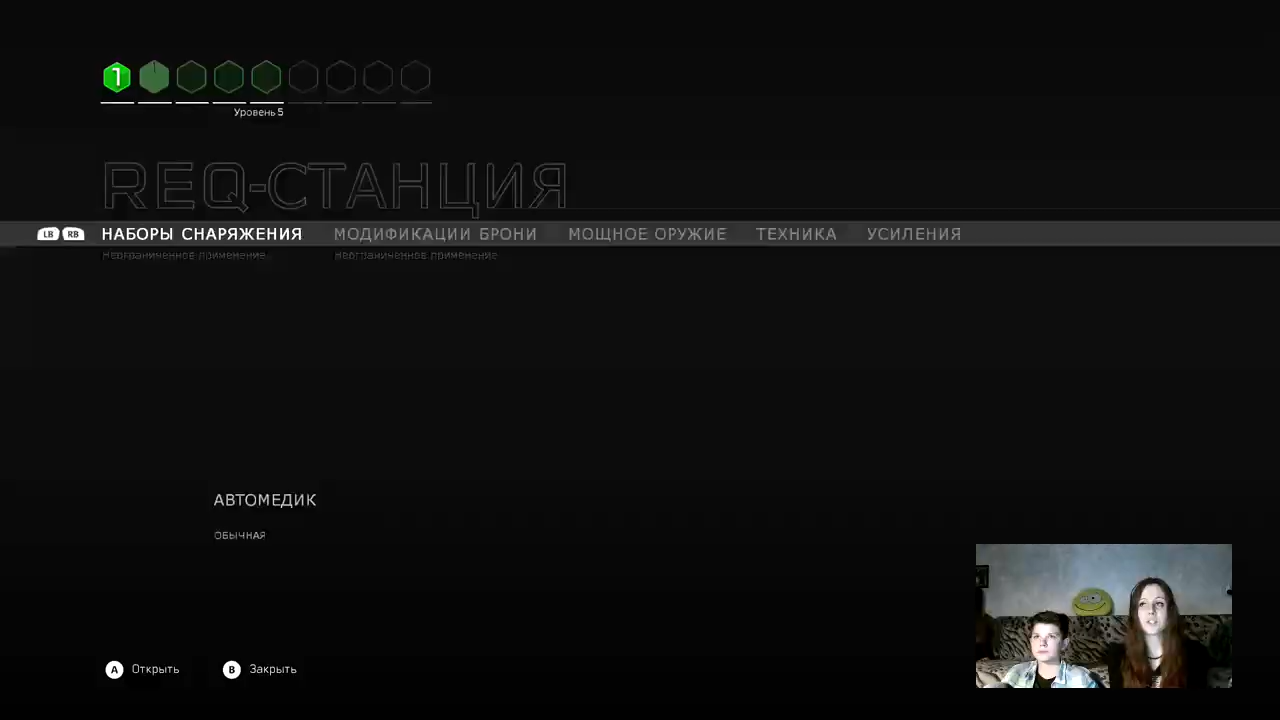 1
Уровень 5
REQ-СТАНЦИЯ
LB RB НАБОРЫ СНАРЯЖЕНИЯ МОДИФИКАЦИИ БРОНИ МОЩНОЕ ОРУЖИЕ ТЕХНИКА УСИЛЕНИЯ
Неограниченное применение Неограниченное применение
АВТОМЕДИК
ОБЫЧНАЯ
A Открыть B Закрыть